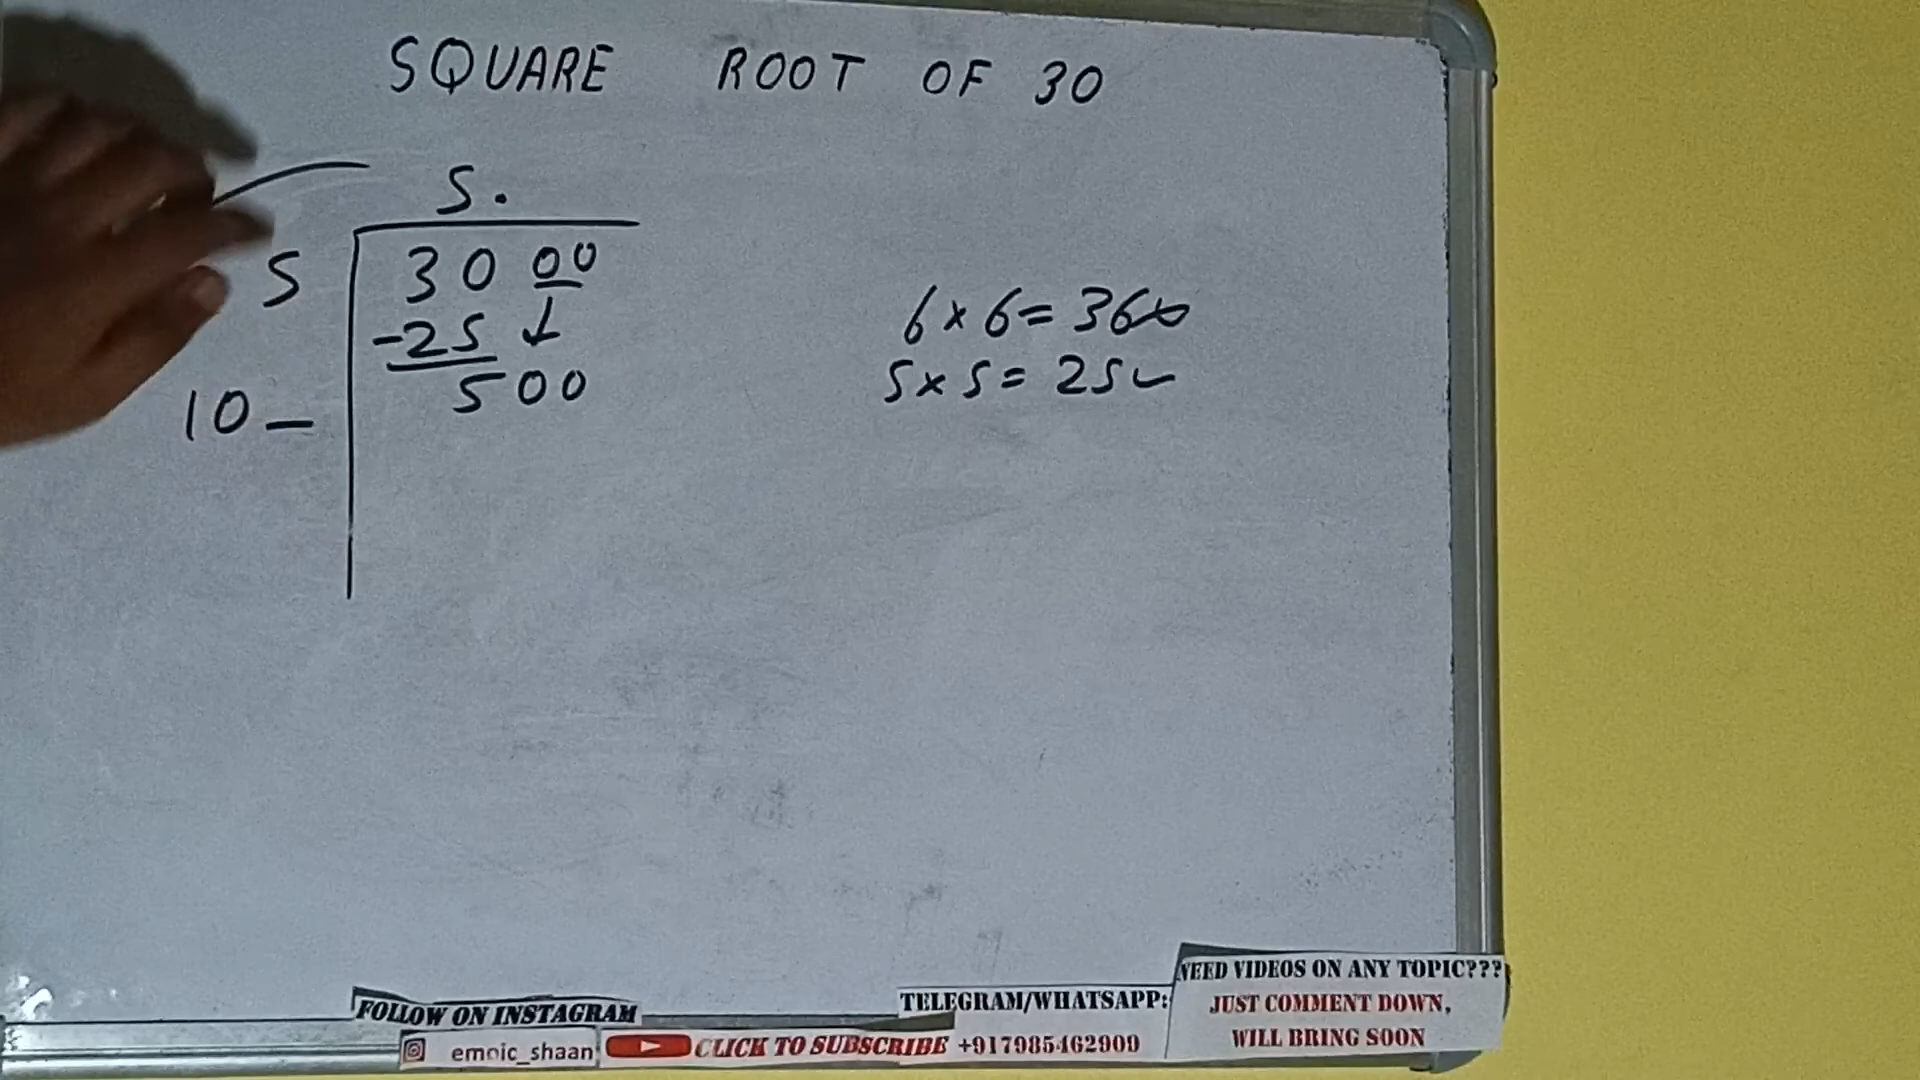 SQUARE ROOT OF 30
5.
5 30 00
-25
10_ 500
6 x 6 = 36
5 x 5 = 25
FOLLOW ON INSTAGRAM
emoic_shaan
CLICK TO SUBSCRIBE
TELEGRAM/WHATSAPP:
+917985462909
NEED VIDEOS ON ANY TOPIC???
JUST COMMENT DOWN,
WILL BRING SOON